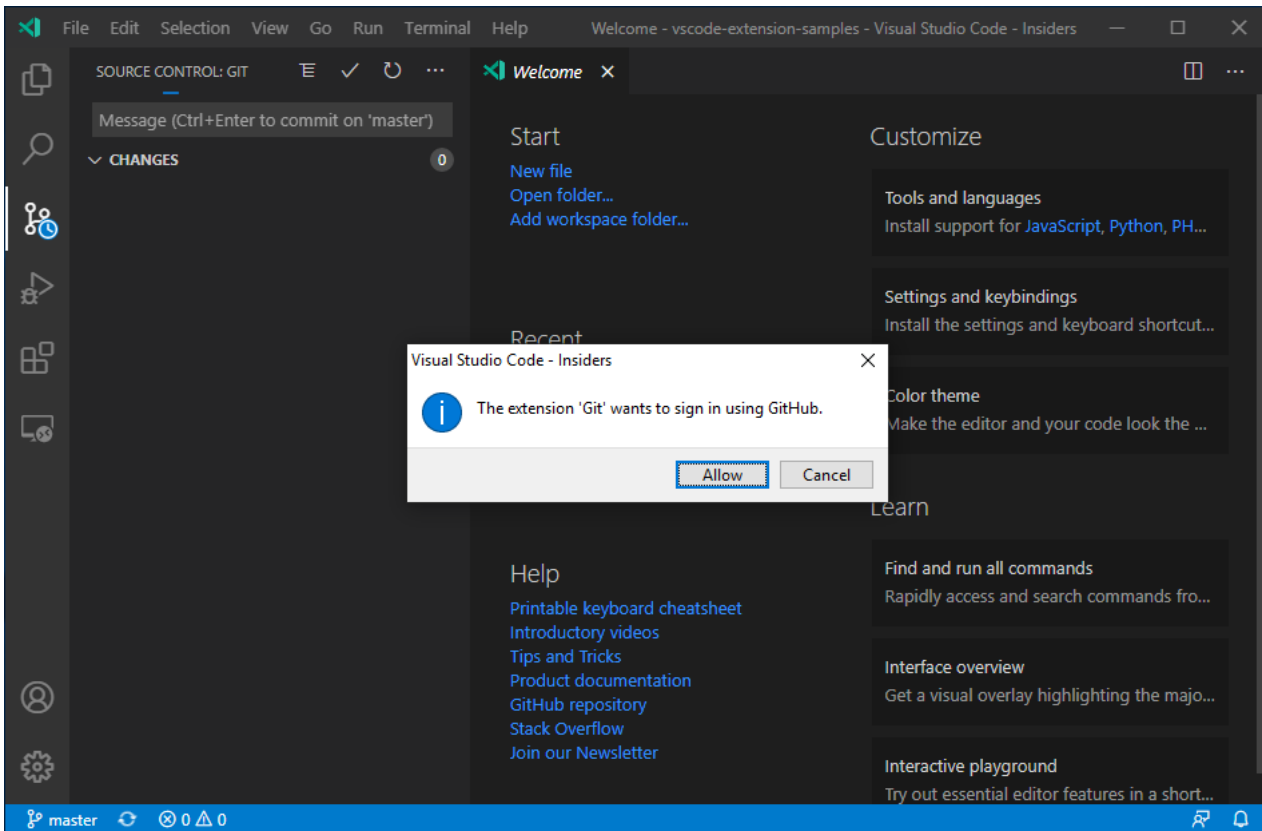 File Edit Selection View Go Run Terminal Help Welcome - vscode-extension-samples - Visual Studio Code - Insiders
SOURCE CONTROL: GIT
Message (Ctrl+Enter to commit on 'master')
CHANGES 0
Welcome
Start
New file
Open folder...
Add workspace folder...
Recent
Visual Studio Code - Insiders
The extension 'Git' wants to sign in using GitHub.
Allow Cancel
Help
Printable keyboard cheatsheet
Introductory videos
Tips and Tricks
Product documentation
GitHub repository
Stack Overflow
Join our Newsletter
Customize
Tools and languages
Install support for JavaScript, Python, PH...
Settings and keybindings
Install the settings and keyboard shortcut...
Color theme
Make the editor and your code look the ...
Learn
Find and run all commands
Rapidly access and search commands fro...
Interface overview
Get a visual overlay highlighting the majo...
Interactive playground
Try out essential editor features in a short...
master 0 0